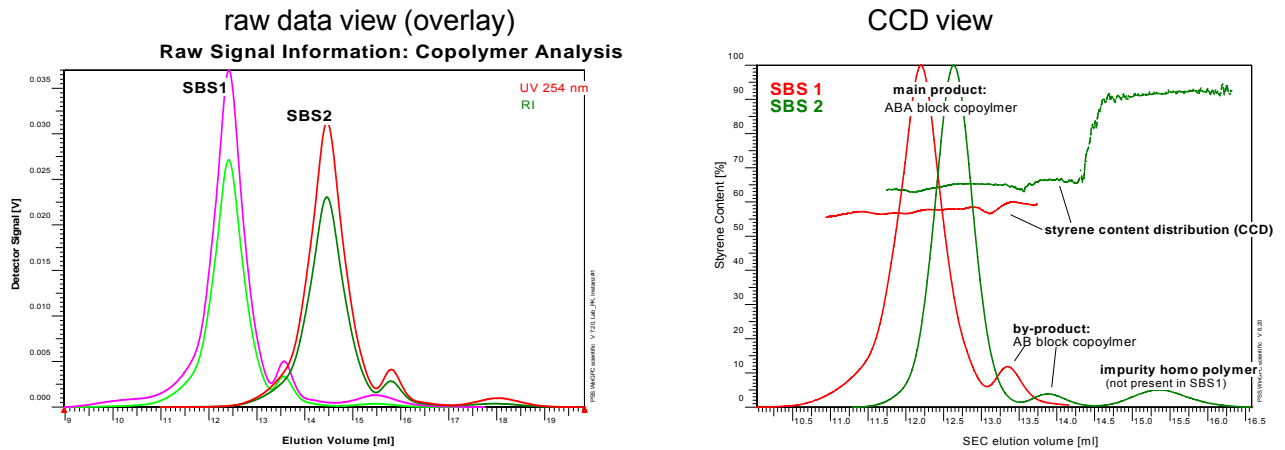 raw data view (overlay)
Raw Signal Information: Copolymer Analysis
0.035
0.030
0.025
0.020
0.015
0.010
0.005
0.000
Detector Signal [V]
SBS1
SBS2
UV 254 nm
RI
9
10
11
12
13
14
15
16
17
18
19
Elution Volume [ml]
CCD view
100
90
80
70
60
50
40
30
20
10
0
Styrene Content [%]
SBS 1
SBS 2
main product:
ABA block copoylmer
styrene content distribution (CCD)
by-product:
AB block copoylmer
impurity homo polymer
(not present in SBS1)
10.5
11.0
11.5
12.0
12.5
13.0
13.5
14.0
14.5
15.0
15.5
16.0
16.5
SEC elution volume [ml]